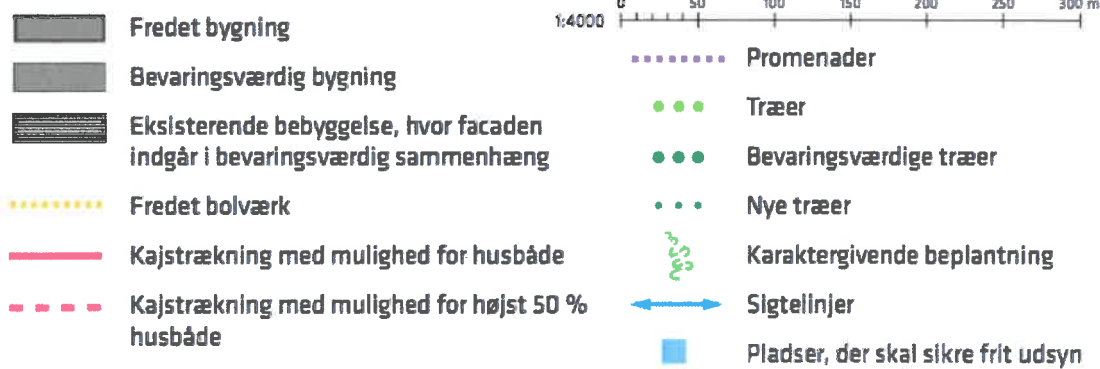 Fredet bygning
Bevaringsværdig bygning
Eksisterende bebyggelse, hvor facaden
indgår i bevaringsværdig sammenhæng
Fredet bolværk
Kajstrækning med mulighed for husbåde
Kajstrækning med mulighed for højst 50 %
husbåde
1:4000 0 50 100 150 200 250 300 m
Promenader
Træer
Bevaringsværdige træer
Nye træer
Karaktergivende beplantning
Sigtelinjer
Pladser, der skal sikre frit udsyn